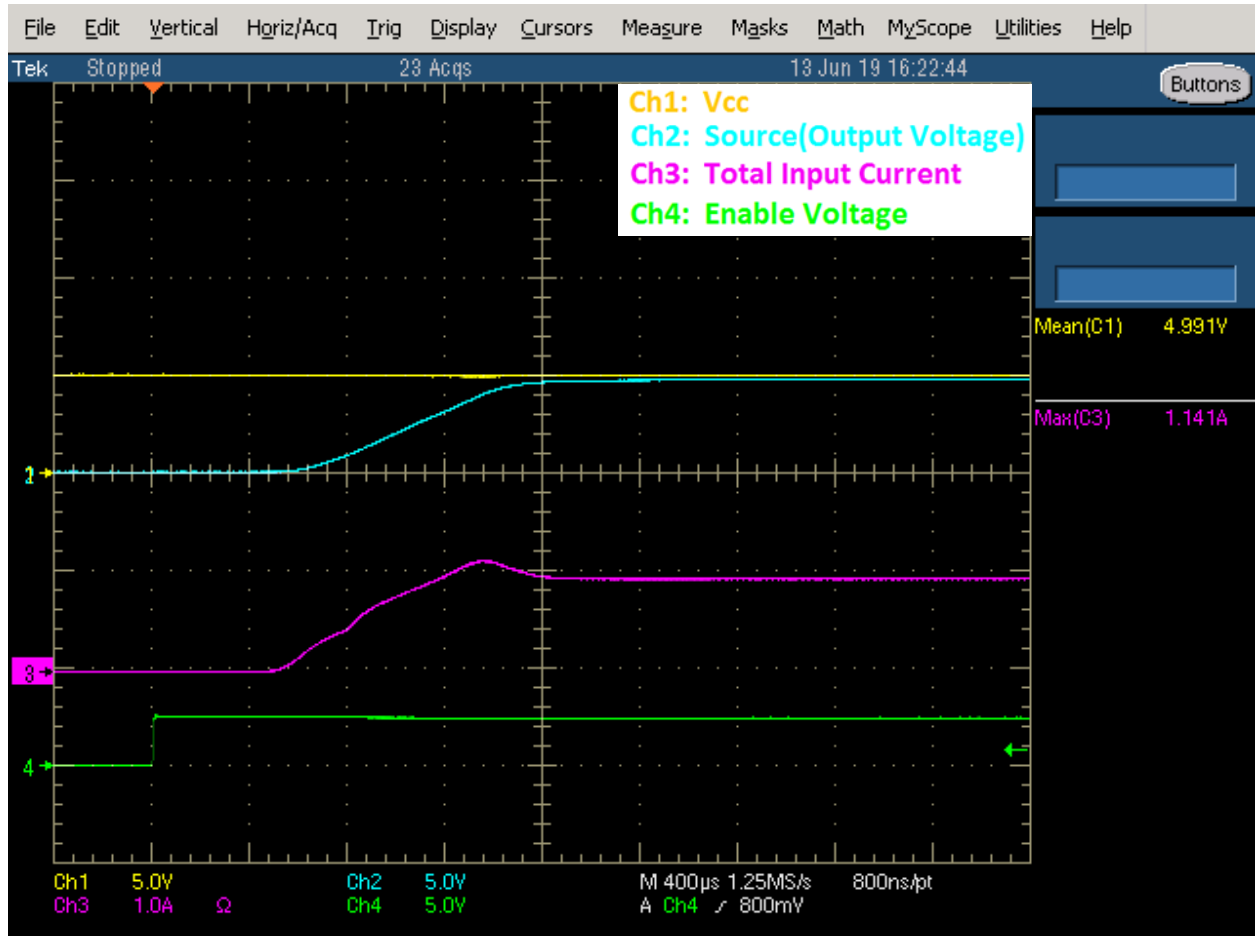 File Edit Vertical Horiz/Acq Trig Display Cursors Measure Masks Math MyScope Utilities Help
Tek Stopped 23 Acqs 13 Jun 19 16:22:44
Buttons
Ch1: Vcc
Ch2: Source(Output Voltage)
Ch3: Total Input Current
Ch4: Enable Voltage
Mean(C1) 4.991V
Max(C3) 1.141A
2
3
4
Ch1 5.0V Ch2 5.0V M 400µs 1.25MS/s 800ns/pt
Ch3 1.0A Ω Ch4 5.0V A Ch4 / 800mV